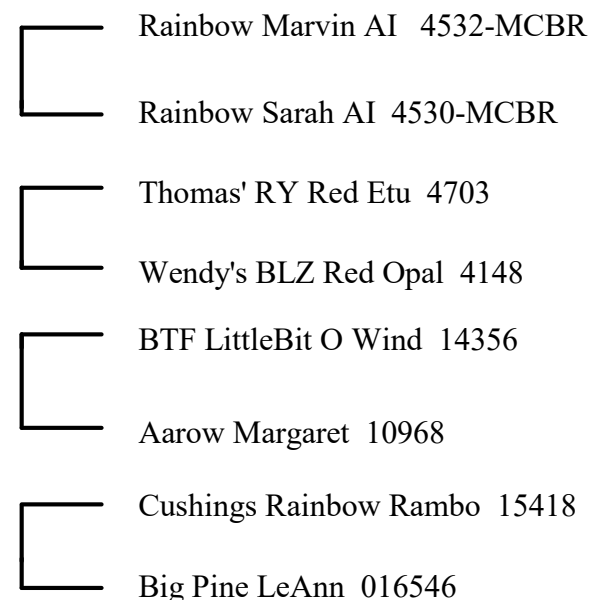 Rainbow Marvin AI 4532-MCBR
Rainbow Sarah AI 4530-MCBR
Thomas' RY Red Etu 4703
Wendy's BLZ Red Opal 4148
BTF LittleBit O Wind 14356
Aarow Margaret 10968
Cushings Rainbow Rambo 15418
Big Pine LeAnn 016546